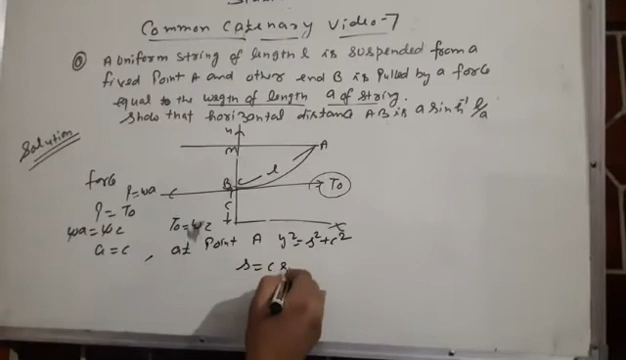 Common Catenary Video-7
Q A uniform string of length l is suspended from a
fixed Point A and other end B is Pulled by a force
equal to the weight of length a of string.
Show that horizontal distance AB is a sinh⁻¹ l/a
Solution
M A
l
B C T₀
force
P=wa
C
P = T₀
wa=wc T₀=wc
a=c , at Point A y²=s²+c²
x
s=c s